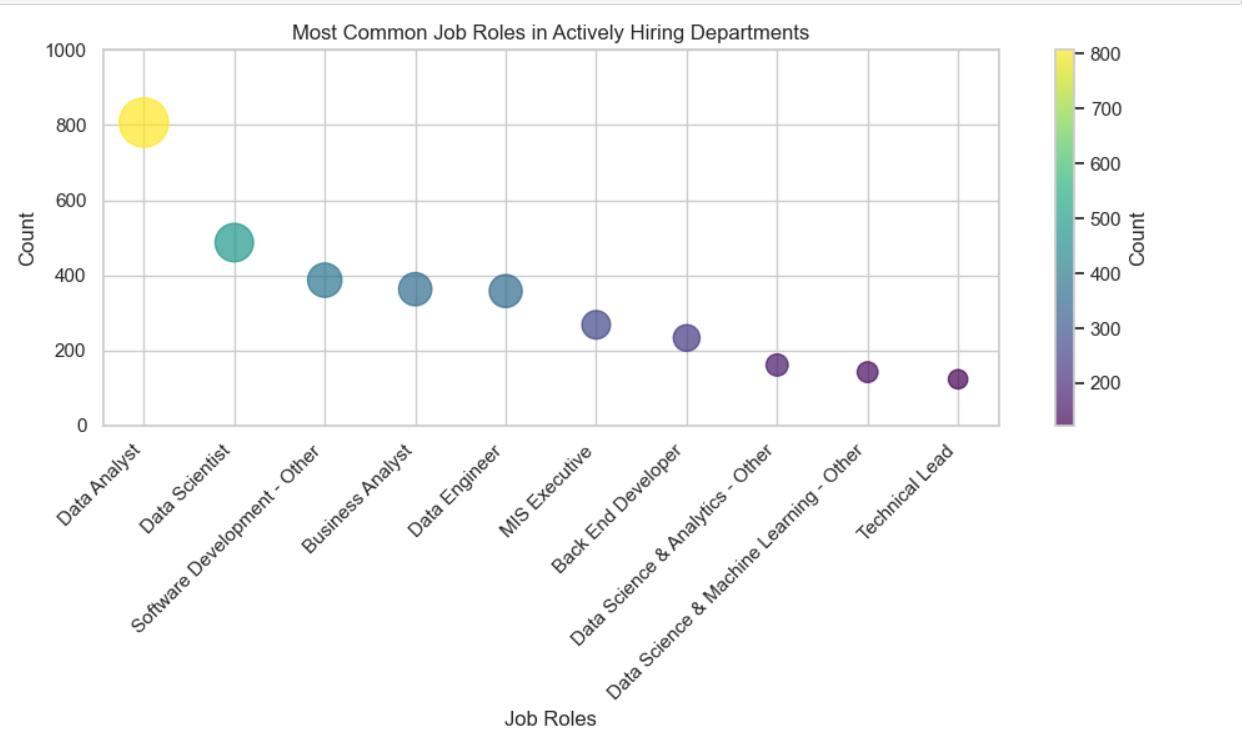 Most Common Job Roles in Actively Hiring Departments
1000
800
600
400
200
0
Count
Data Analyst
Data Scientist
Software Development - Other
Business Analyst
Data Engineer
MIS Executive
Back End Developer
Data Science & Analytics - Other
Data Science & Machine Learning - Other
Technical Lead
Job Roles
800
700
600
500
400
300
200
Count